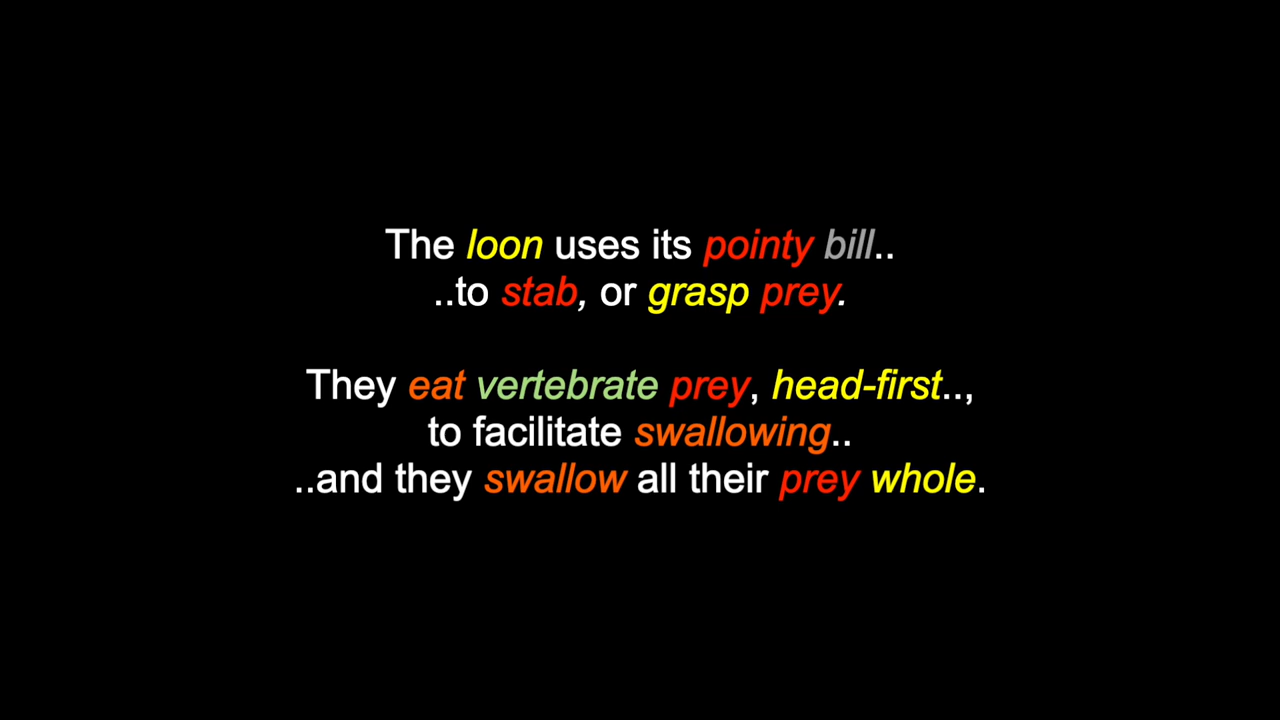 The loon uses its pointy bill..
..to stab, or grasp prey.
They eat vertebrate prey, head-first..,
to facilitate swallowing..
..and they swallow all their prey whole.